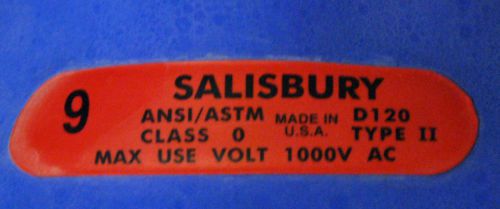 9
SALISBURY
ANSI/ASTM MADE IN U.S.A. D120
CLASS 0 TYPE II
MAX USE VOLT 1000V AC